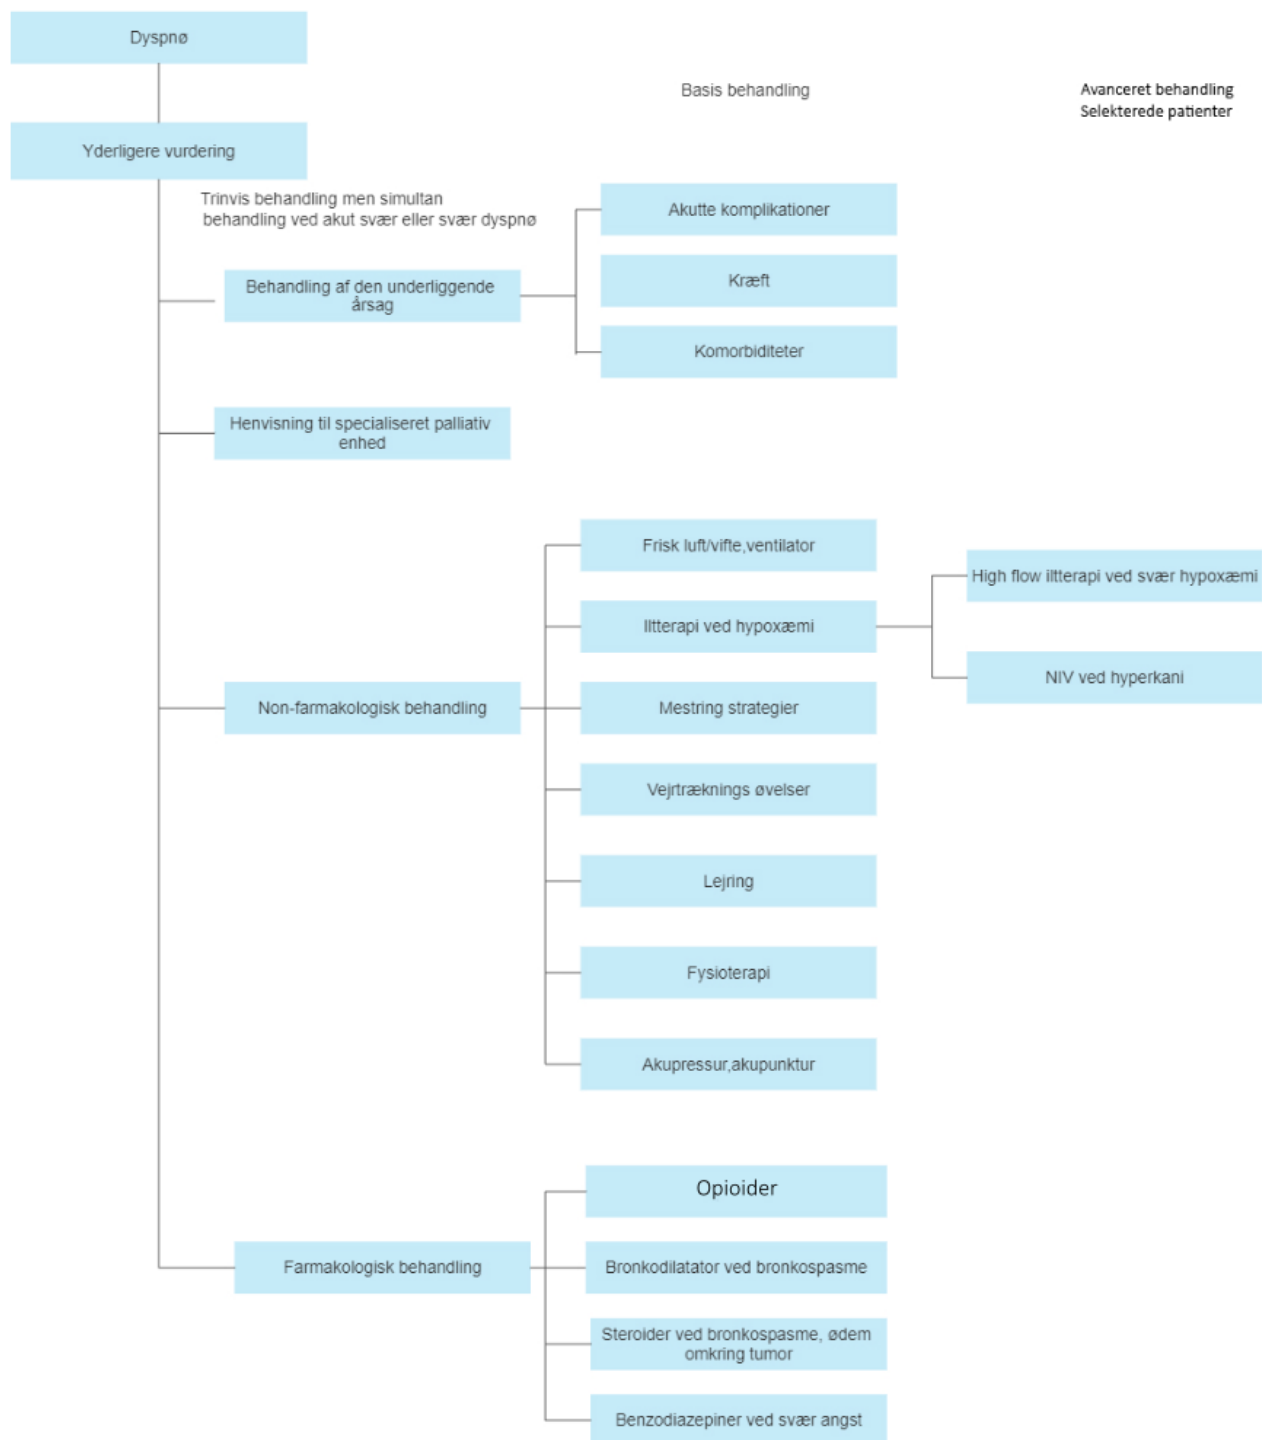 Dyspnø
Basis behandling
Avanceret behandling
Selekterede patienter
Yderligere vurdering
Trinvis behandling men simultan
behandling ved akut svær eller svær dyspnø
Akutte komplikationer
Behandling af den underliggende
årsag
Kræft
Komorbiditeter
Henvisning til specialiseret palliativ
enhed
Frisk luft/vifte,ventilator
High flow iltterapi ved svær hypoxæmi
Iltterapi ved hypoxæmi
NIV ved hyperkani
Non-farmakologisk behandling
Mestring strategier
Vejrtræknings øvelser
Lejring
Fysioterapi
Akupressur,akupunktur
Opioider
Farmakologisk behandling
Bronkodilatator ved bronkospasme
Steroider ved bronkospasme, ødem
omkring tumor
Benzodiazepiner ved svær angst